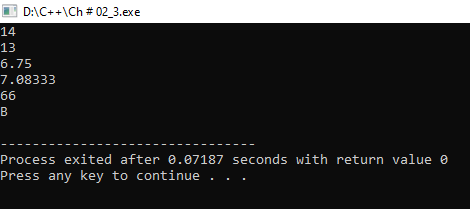 D:\C++\Ch # 02_3.exe
14
13
6.75
7.08333
66
B
--------------------------------
Process exited after 0.07187 seconds with return value 0
Press any key to continue . . .